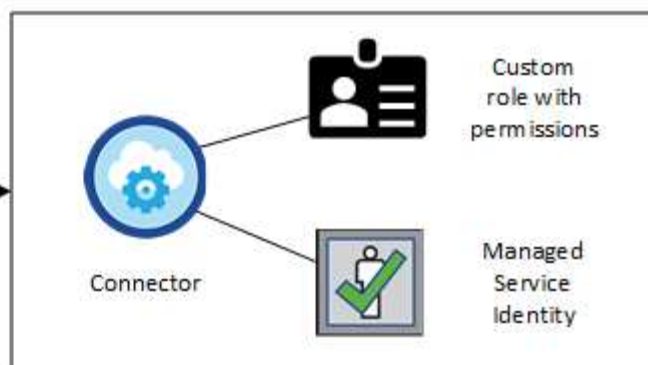 Custom
role with
permissions
Connector
Managed
Service
Identity